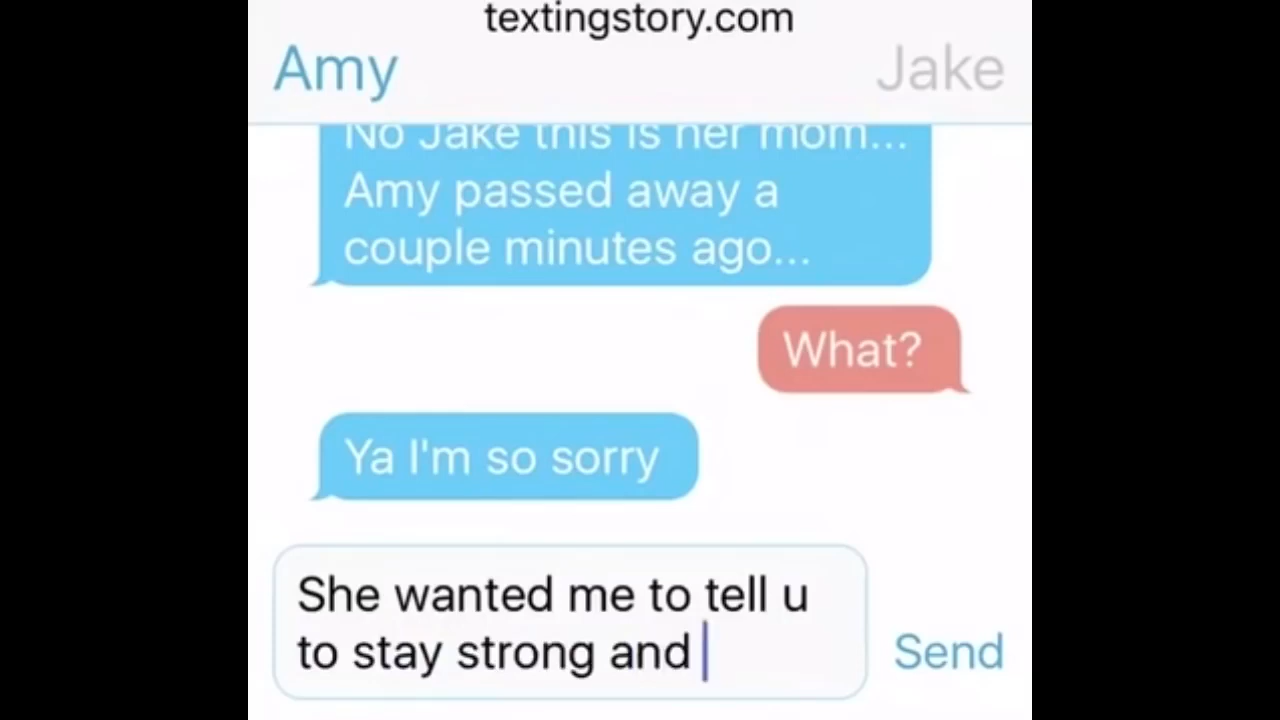 textingstory.com
Amy
Jake
No Jake this is her mom...
Amy passed away a
couple minutes ago...
What?
Ya I'm so sorry
She wanted me to tell u
to stay strong and
Send